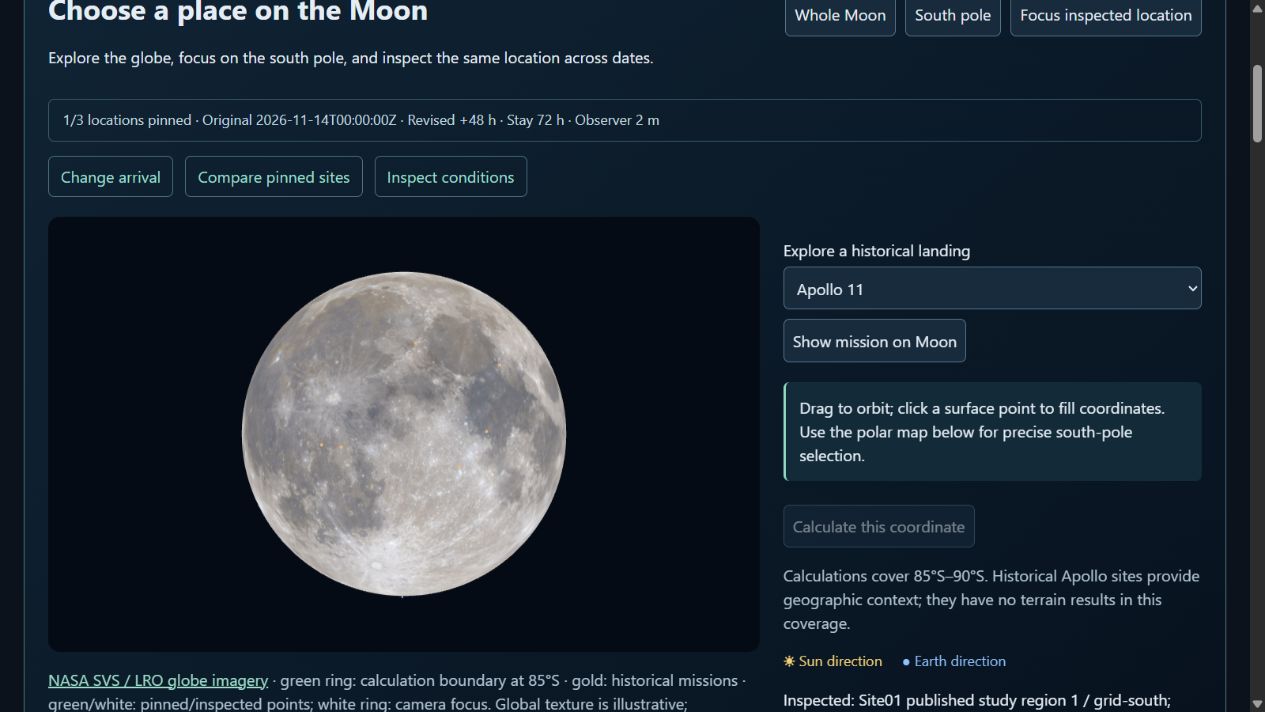 Choose a place on the Moon
Whole Moon
South pole
Focus inspected location
Explore the globe, focus on the south pole, and inspect the same location across dates.
1/3 locations pinned · Original 2026-11-14T00:00:00Z · Revised +48 h · Stay 72 h · Observer 2 m
Change arrival
Compare pinned sites
Inspect conditions
Explore a historical landing
Apollo 11
Show mission on Moon
Drag to orbit; click a surface point to fill coordinates.
Use the polar map below for precise south-pole
selection.
Calculate this coordinate
Calculations cover 85°S–90°S. Historical Apollo sites provide
geographic context; they have no terrain results in this
coverage.
☀ Sun direction ● Earth direction
NASA SVS / LRO globe imagery · green ring: calculation boundary at 85°S · gold: historical missions ·
green/white: pinned/inspected points; white ring: camera focus. Global texture is illustrative;
Inspected: Site01 published study region 1 / grid-south;